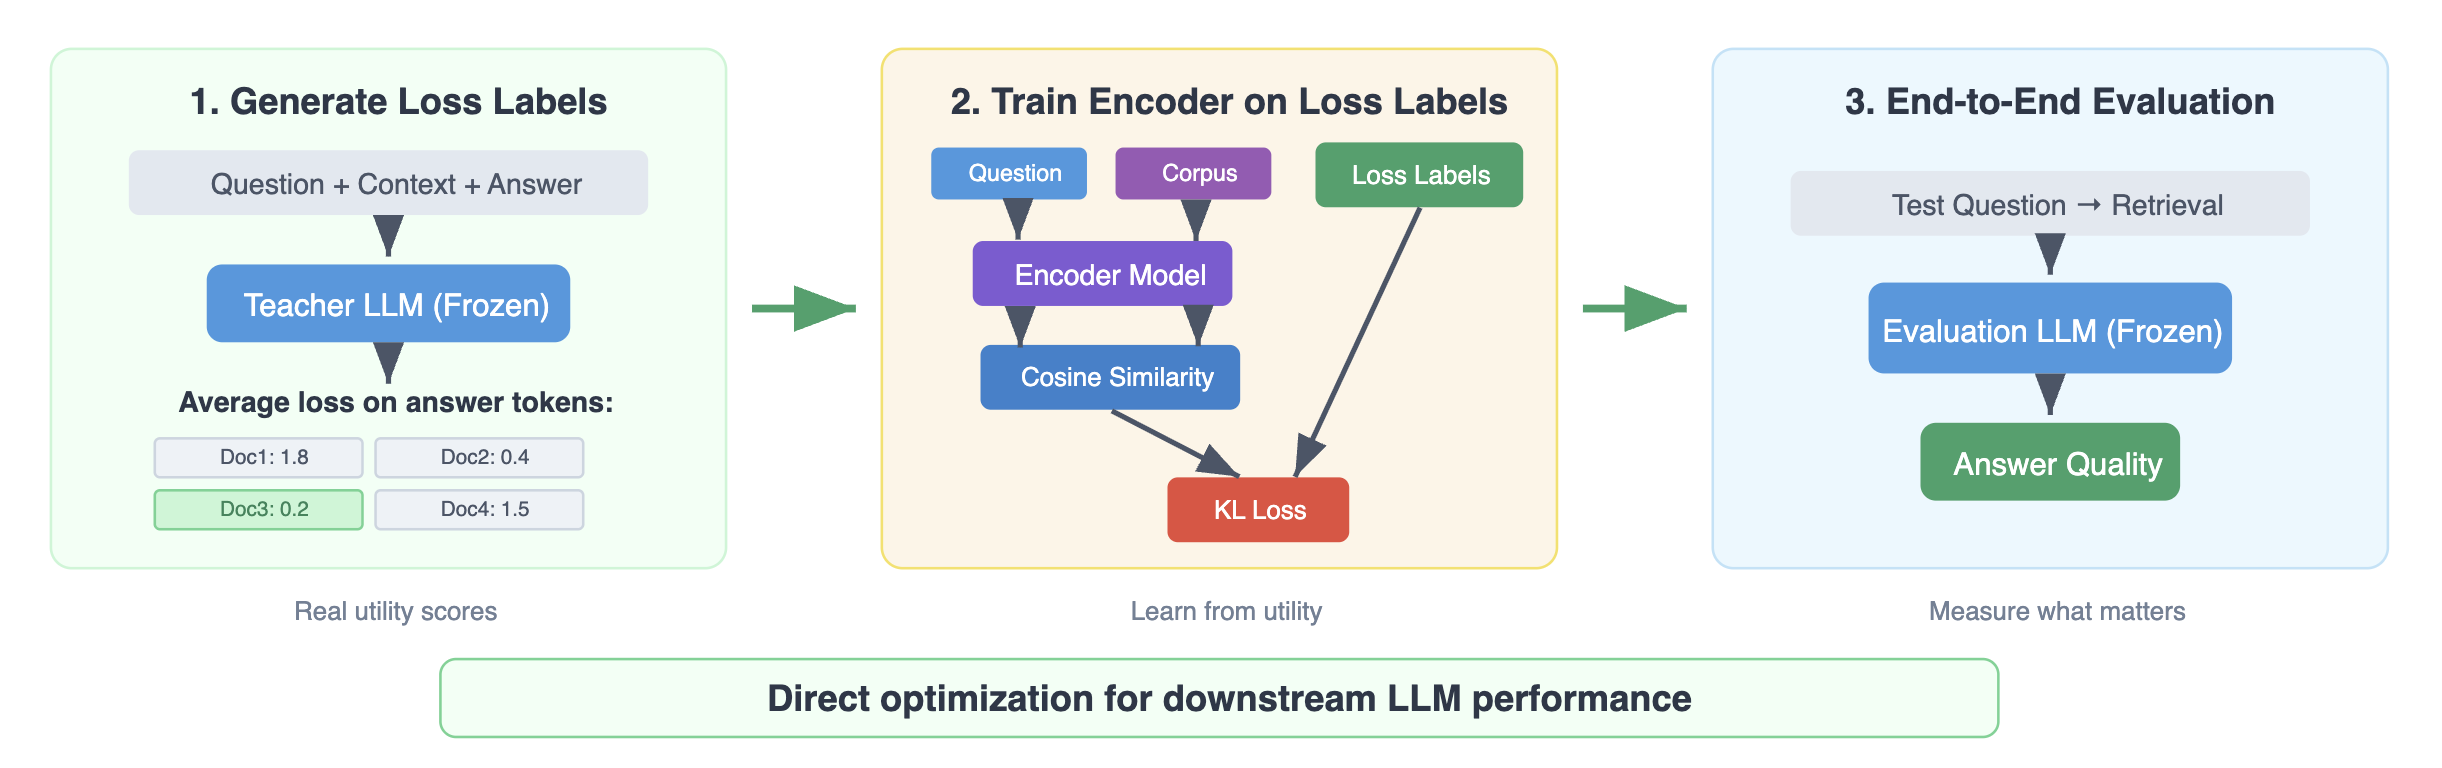 1. Generate Loss Labels
Question + Context + Answer
Teacher LLM (Frozen)
Average loss on answer tokens:
Doc1: 1.8
Doc2: 0.4
Doc3: 0.2
Doc4: 1.5
Real utility scores
2. Train Encoder on Loss Labels
Question
Corpus
Loss Labels
Encoder Model
Cosine Similarity
KL Loss
Learn from utility
3. End-to-End Evaluation
Test Question → Retrieval
Evaluation LLM (Frozen)
Answer Quality
Measure what matters
Direct optimization for downstream LLM performance